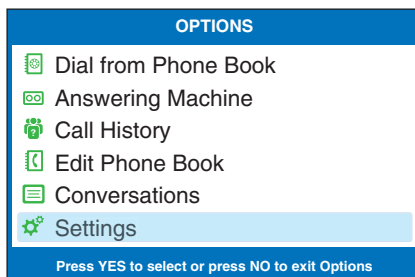 OPTIONS
Dial from Phone Book
Answering Machine
Call History
Edit Phone Book
Conversations
Settings
Press YES to select or press NO to exit Options